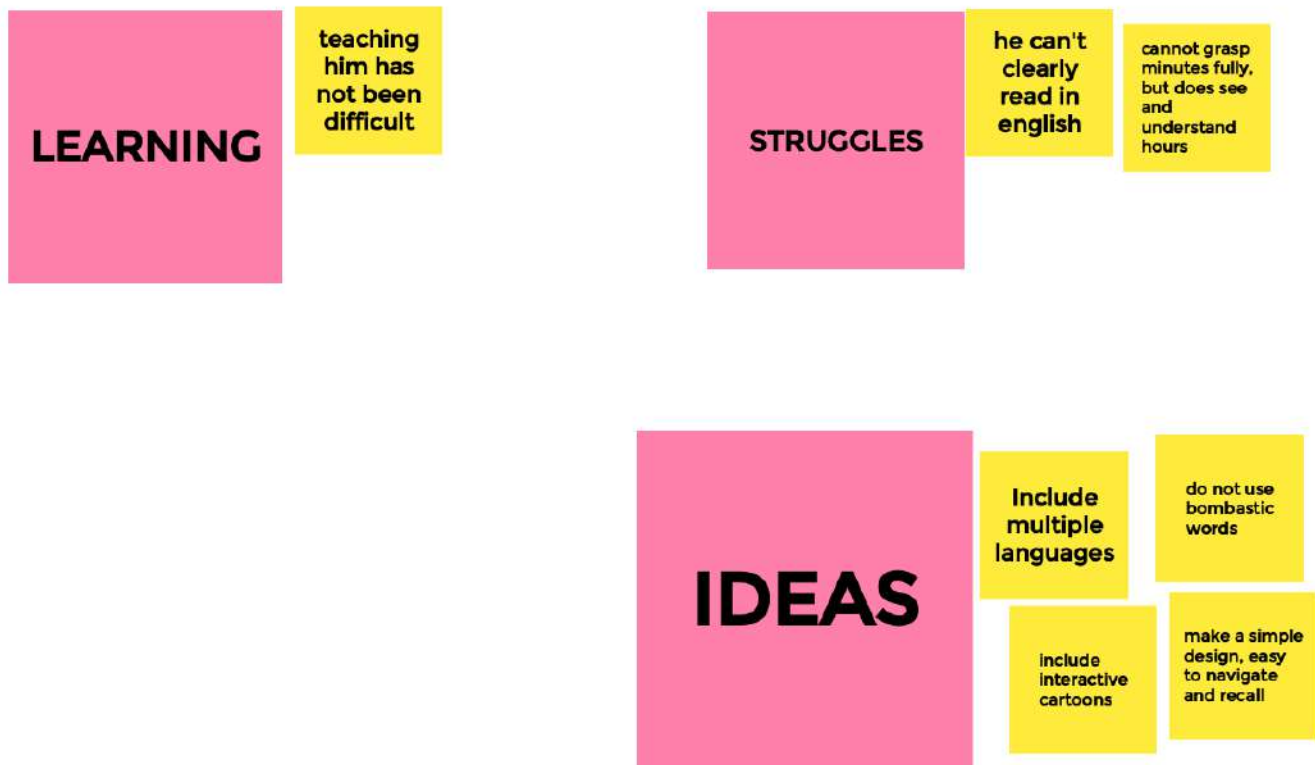 LEARNING
teaching
him has
not been
difficult
STRUGGLES
he can't
clearly
read in
english
cannot grasp
minutes fully,
but does see
and
understand
hours
IDEAS
Include
multiple
languages
do not use
bombastic
words
include
interactive
cartoons
make a simple
design, easy
to navigate
and recall